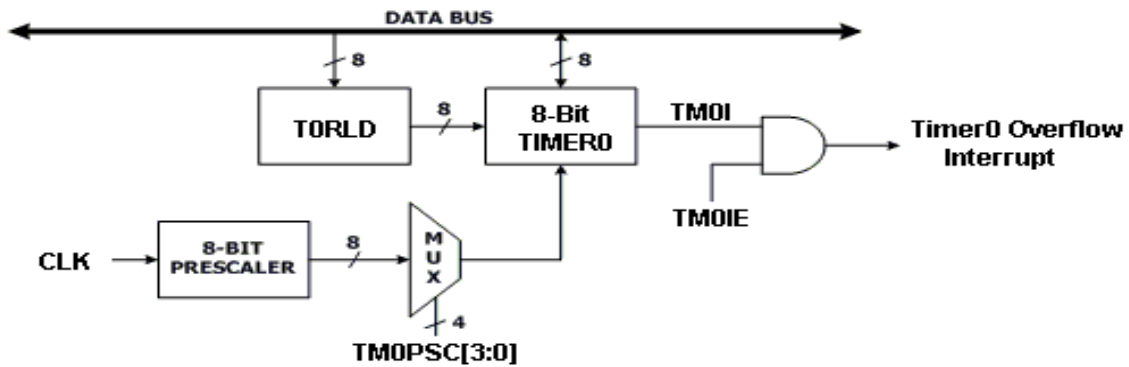 DATA BUS
8
8
T0RLD
8
8-Bit
TIMER0
TM0I
Timer0 Overflow
Interrupt
TM0IE
CLK
8-BIT
PRESCALER
8
MUX
4
TM0PSC[3:0]